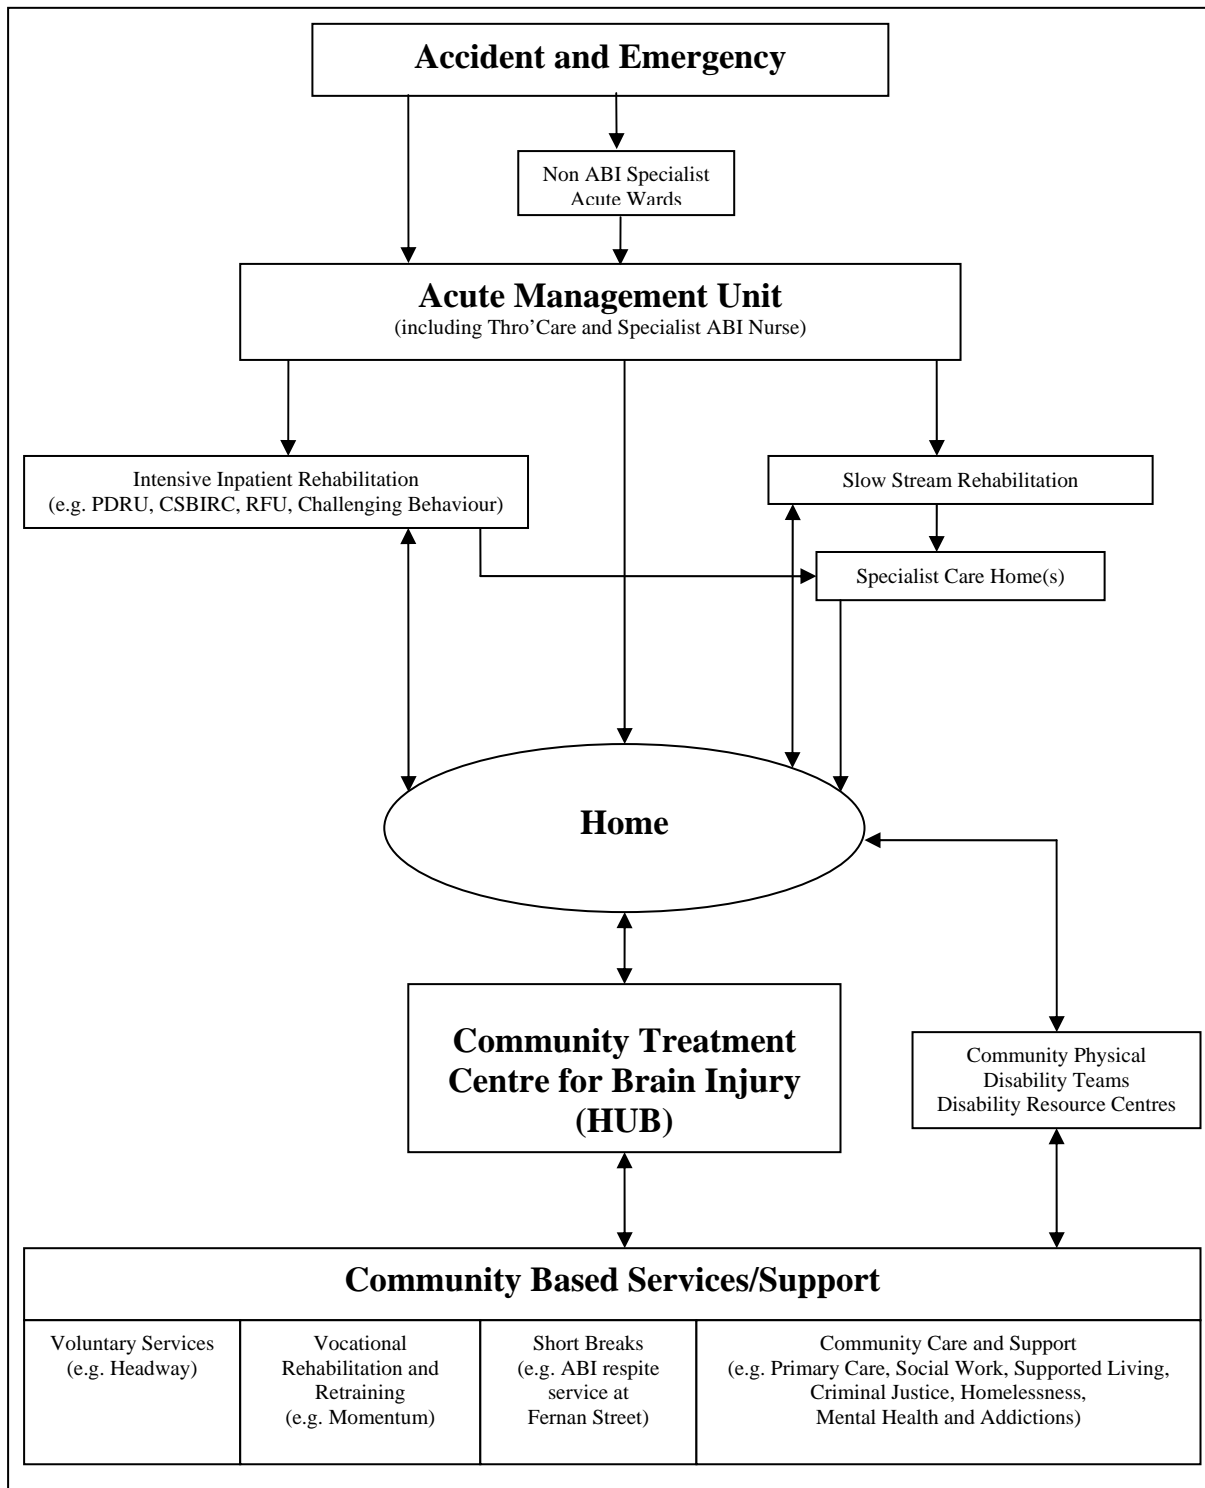 Accident and Emergency
Non ABI Specialist
Acute Wards
Acute Management Unit
(including Thro’Care and Specialist ABI Nurse)
Intensive Inpatient Rehabilitation
(e.g. PDRU, CSBIRC, RFU, Challenging Behaviour)
Slow Stream Rehabilitation
Specialist Care Home(s)
Home
Community Treatment
Centre for Brain Injury
(HUB)
Community Physical
Disability Teams
Disability Resource Centres
Community Based Services/Support
Voluntary Services
(e.g. Headway)
Vocational
Rehabilitation and
Retraining
(e.g. Momentum)
Short Breaks
(e.g. ABI respite
service at
Fernan Street)
Community Care and Support
(e.g. Primary Care, Social Work, Supported Living,
Criminal Justice, Homelessness,
Mental Health and Addictions)